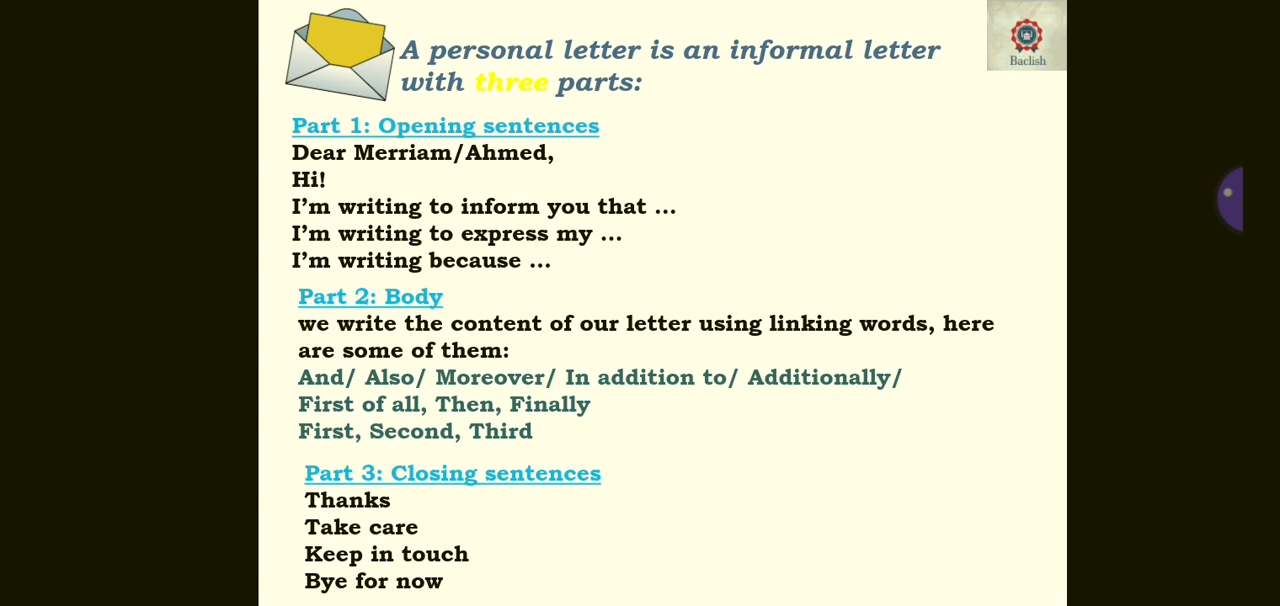 A personal letter is an informal letter
with three parts:
Baclish
Part 1: Opening sentences
Dear Merriam/Ahmed,
Hi!
I'm writing to inform you that ...
I'm writing to express my ...
I'm writing because ...
Part 2: Body
we write the content of our letter using linking words, here
are some of them:
And/ Also/ Moreover/ In addition to/ Additionally/
First of all, Then, Finally
First, Second, Third
Part 3: Closing sentences
Thanks
Take care
Keep in touch
Bye for now